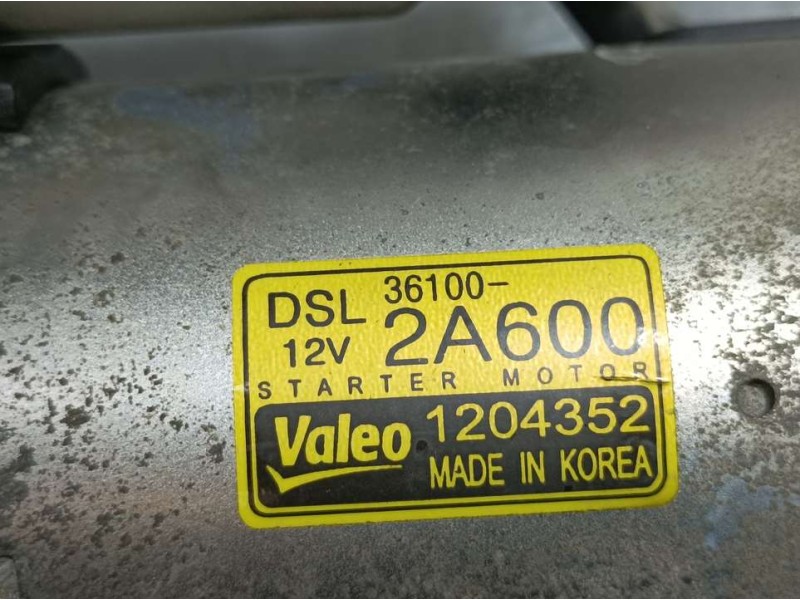 DSL 36100-
12V 2A600
STARTER MOTOR
Valeo 1204352
MADE IN KOREA